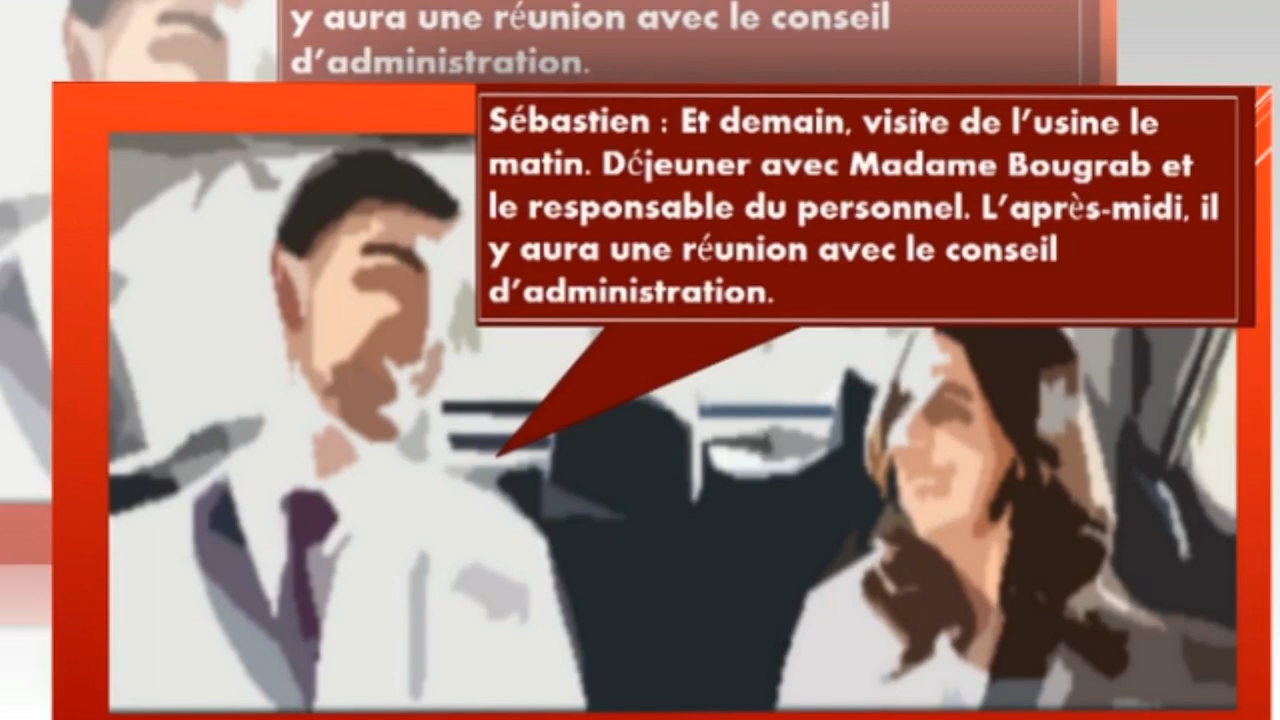 y aura une réunion avec le conseil
d'administration.
Sébastien : Et demain, visite de l'usine le
matin. Déjeuner avec Madame Bougrab et
le responsable du personnel. L'après-midi, il
y aura une réunion avec le conseil
d'administration.